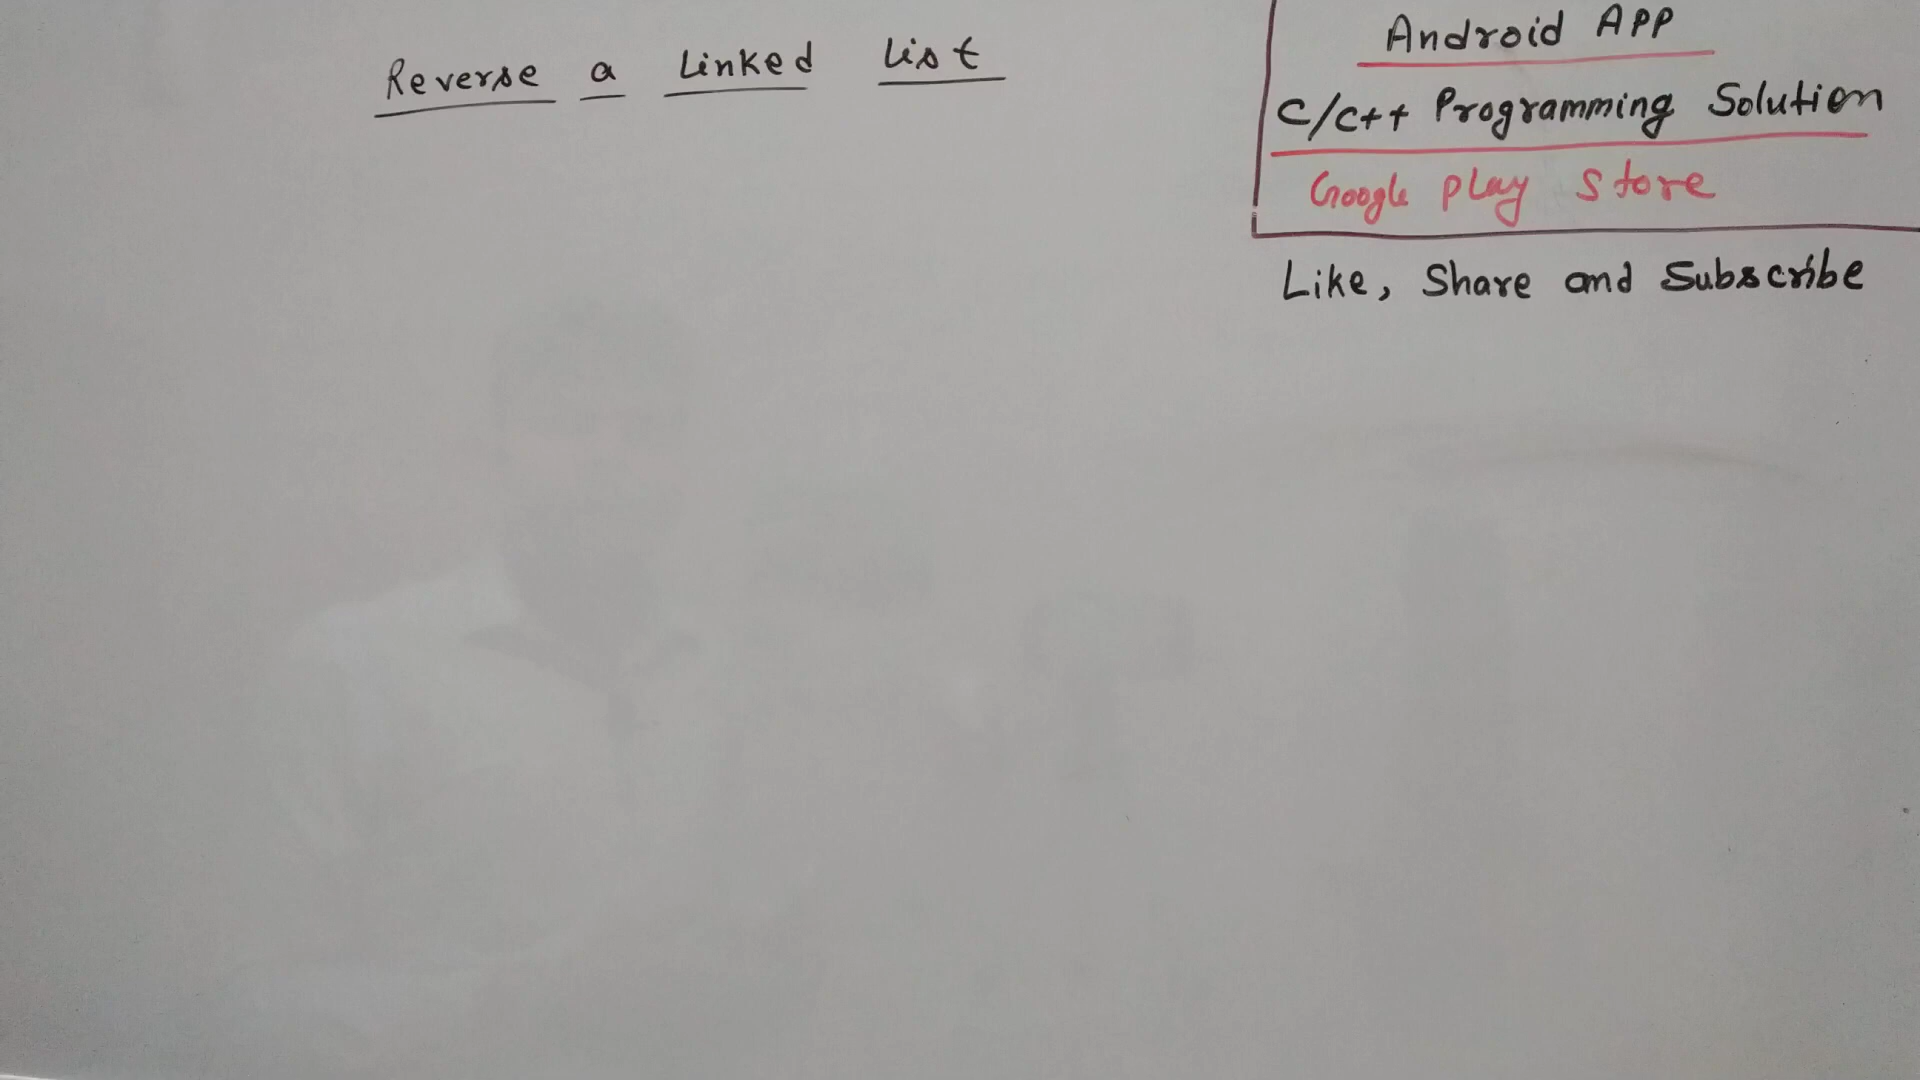 Reverse a Linked List
Android APP
C/C++ Programming Solution
Google Play Store
Like, Share and Subscribe